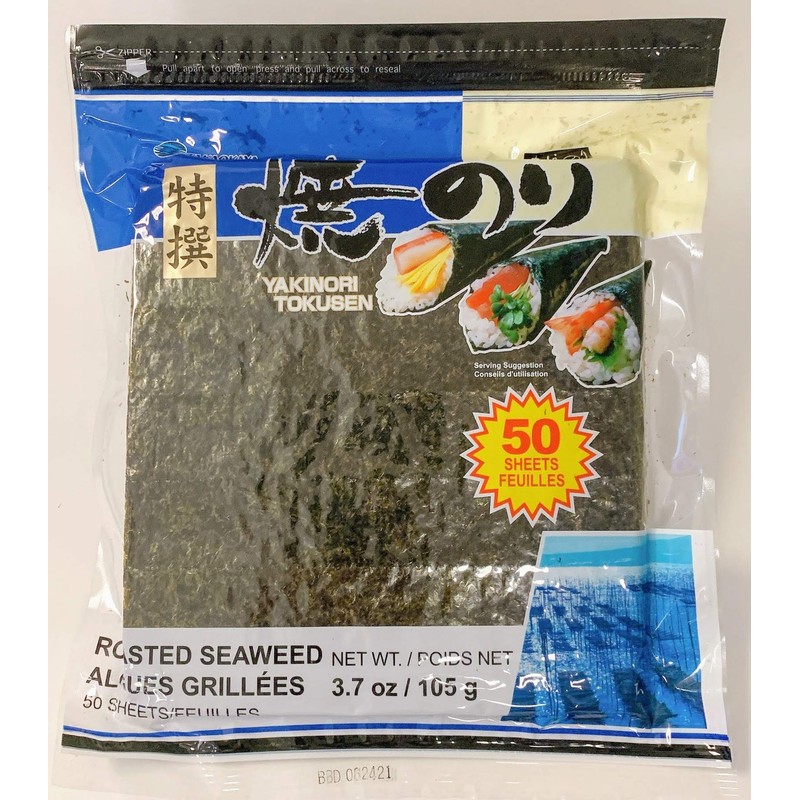 ZIPPER
Pull apart to open press and pull across to reseal
特撰
焼のり
YAKINORI
TOKUSEN
Serving Suggestion
Conseils d'utilisation
50
SHEETS
FEUILLES
ROSTED SEAWEED
ALGUES GRILLÉES
50 SHEETS/FEUILLES
NET WT. / POIDS NET
3.7 oz / 105 g
BBD 082421